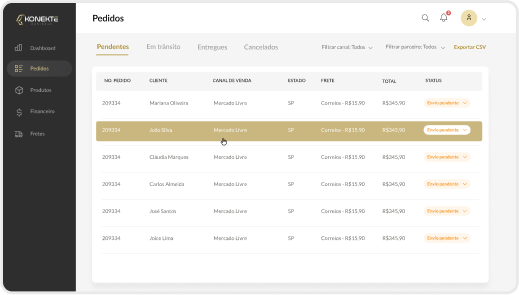 KONEKTE
Pedidos
Dashboard
Pedidos
Produtos
Financeiro
Fretes
Pendentes Em trânsito Entregues Cancelados Filtrar canal: Todos Filtrar parceiro: Todos Exportar CSV
NO. PEDIDO CLIENTE CANAL DE VENDA ESTADO FRETE TOTAL STATUS
209334 Mariana Oliveira Mercado Livre SP Correios - R$15,90 R$345,90 Envio pendente
209334 João Silva Mercado Livre SP Correios - R$15,90 R$345,90 Envio pendente
209334 Claudia Marques Mercado Livre SP Correios - R$15,90 R$345,90 Envio pendente
209334 Carlos Almeida Mercado Livre SP Correios - R$15,90 R$345,90 Envio pendente
209334 José Santos Mercado Livre SP Correios - R$15,90 R$345,90 Envio pendente
209334 Joice Lima Mercado Livre SP Correios - R$15,90 R$345,90 Envio pendente